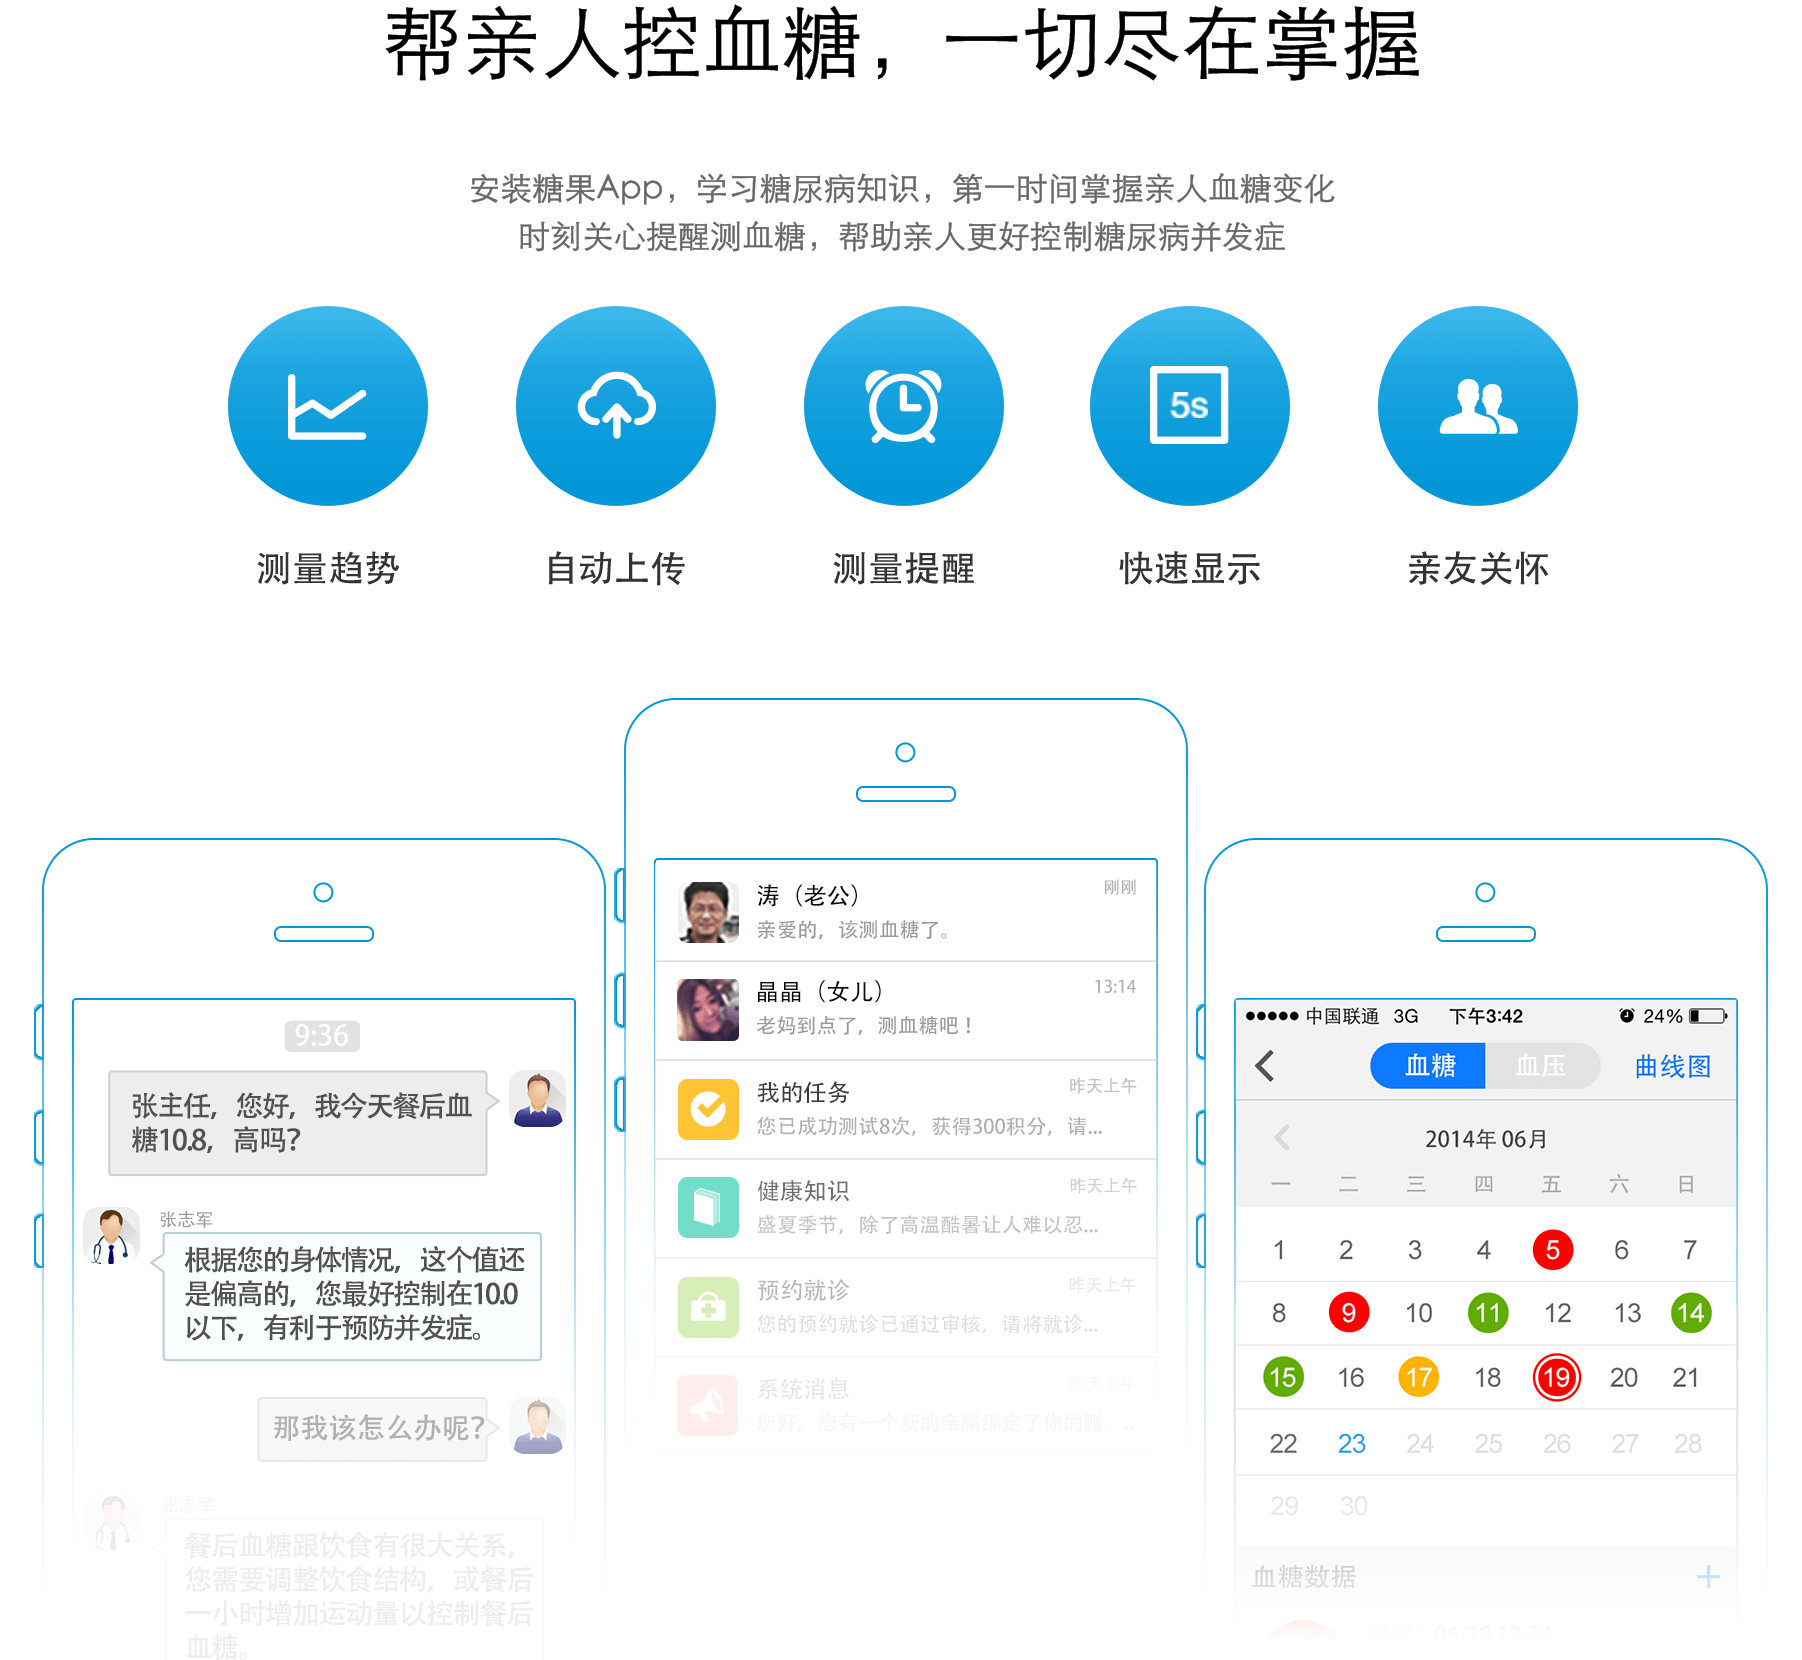 帮亲人控血糖，一切尽在掌握
安装糖果App，学习糖尿病知识，第一时间掌握亲人血糖变化
时刻关心提醒测血糖，帮助亲人更好控制糖尿病并发症
5s
测量趋势
自动上传
测量提醒
快速显示
亲友关怀
9:36
张主任，您好，我今天餐后血
糖10.8，高吗？
张志军
根据您的身体情况，这个值还
是偏高的，您最好控制在10.0
以下，有利于预防并发症。
那我该怎么办呢？
张志军
餐后血糖跟饮食有很大关系，
您需要调整饮食结构，或餐后
一小时增加运动量以控制餐后
血糖。
涛（老公）
刚刚
亲爱的，该测血糖了。
晶晶（女儿）
13:14
老妈到点了，测血糖吧！
我的任务
昨天上午
您已成功测试8次，获得300积分，请...
健康知识
昨天上午
盛夏季节，除了高温酷暑让人难以忍...
预约就诊
昨天上午
您的预约就诊已通过审核，请将就诊...
系统消息
昨天上午
您好，您有一个新的亲属绑定了你的账...
中国联通 3G 下午3:42 24%
血糖 血压 曲线图
2014年 06月
一 二 三 四 五 六 日
1 2 3 4 5 6 7
8 9 10 11 12 13 14
15 16 17 18 19 20 21
22 23 24 25 26 27 28
29 30
血糖数据 +
时间：06/19 13:34